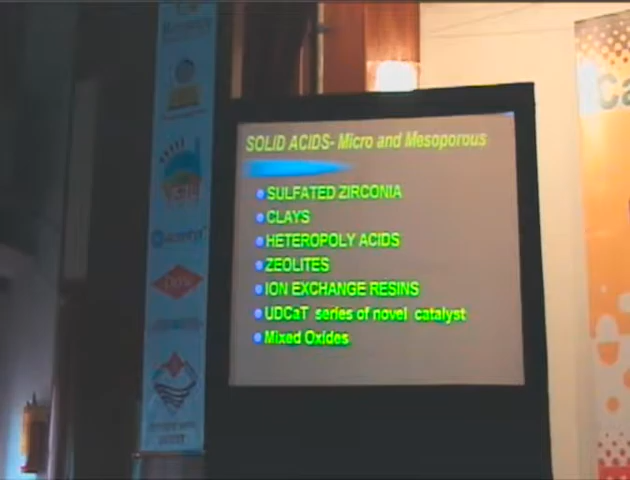 SOLID ACIDS- Micro and Mesoporous
SULFATED ZIRCONIA
CLAYS
HETEROPOLY ACIDS
ZEOLITES
ION EXCHANGE RESINS
UDCaT series of novel catalyst
Mixed Oxides
Ca